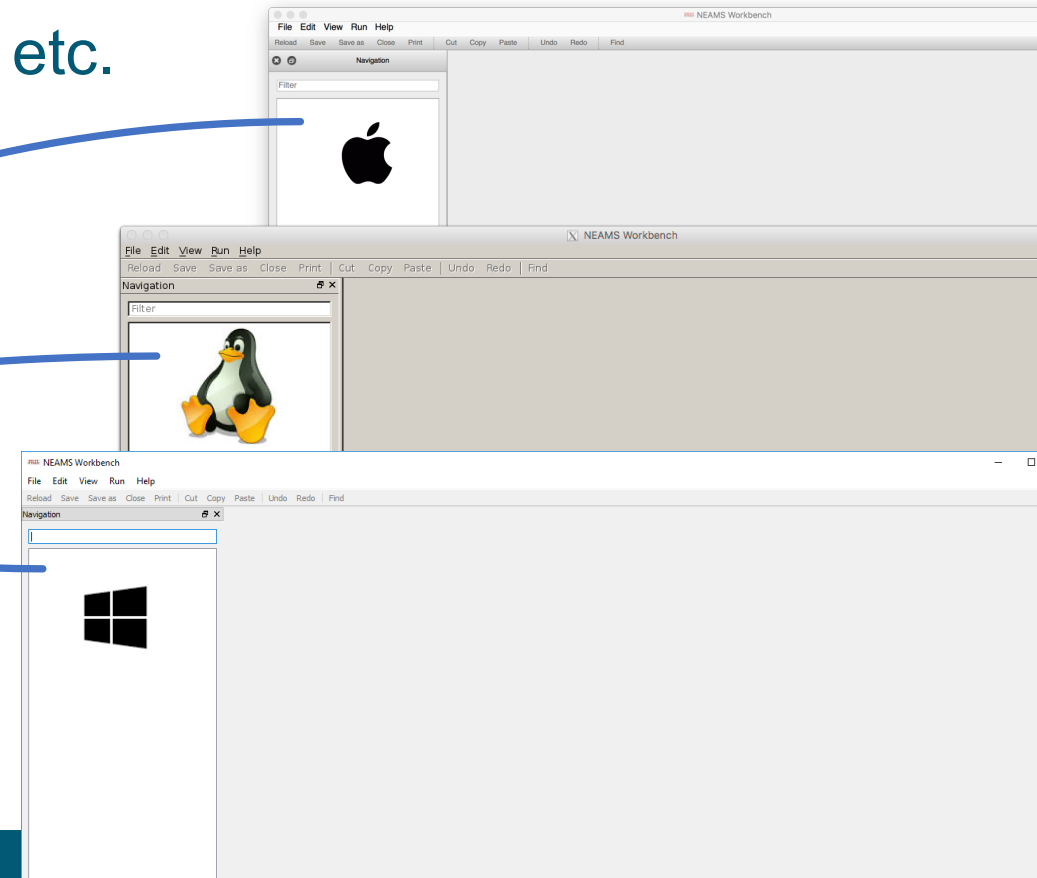 etc.
NEAMS Workbench
File Edit View Run Help
Reload Save Save as Close Print Cut Copy Paste Undo Redo Find
Navigation
Filter
X NEAMS Workbench
File Edit View Run Help
Reload Save Save as Close Print Cut Copy Paste Undo Redo Find
Navigation
Filter
NEAMS Workbench
File Edit View Run Help
Reload Save Save as Close Print Cut Copy Paste Undo Redo Find
Navigation